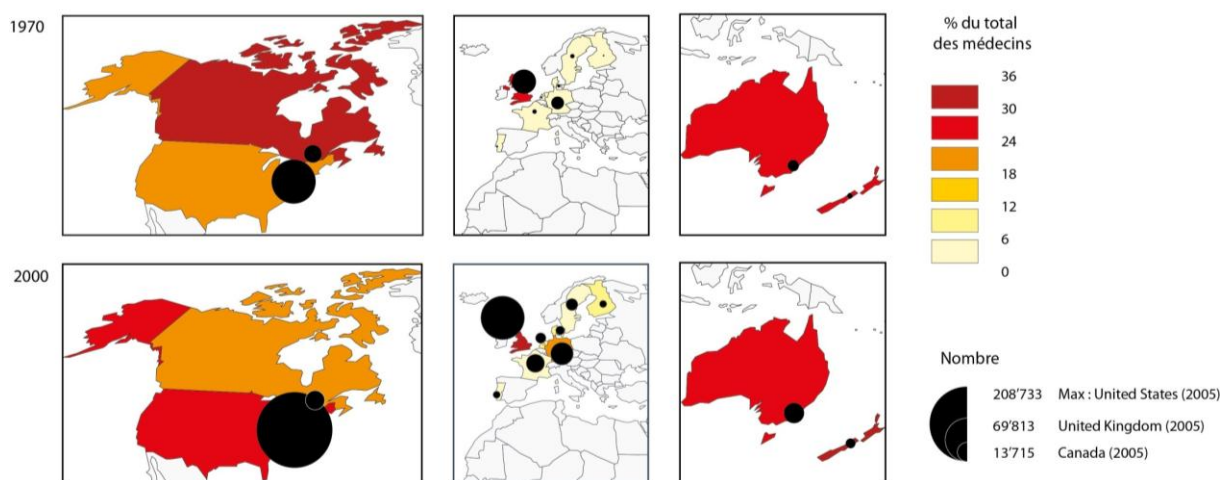 1970
% du total
des médecins
36
30
24
18
12
6
0
2000
Nombre
208'733 Max : United States (2005)
69'813 United Kingdom (2005)
13'715 Canada (2005)